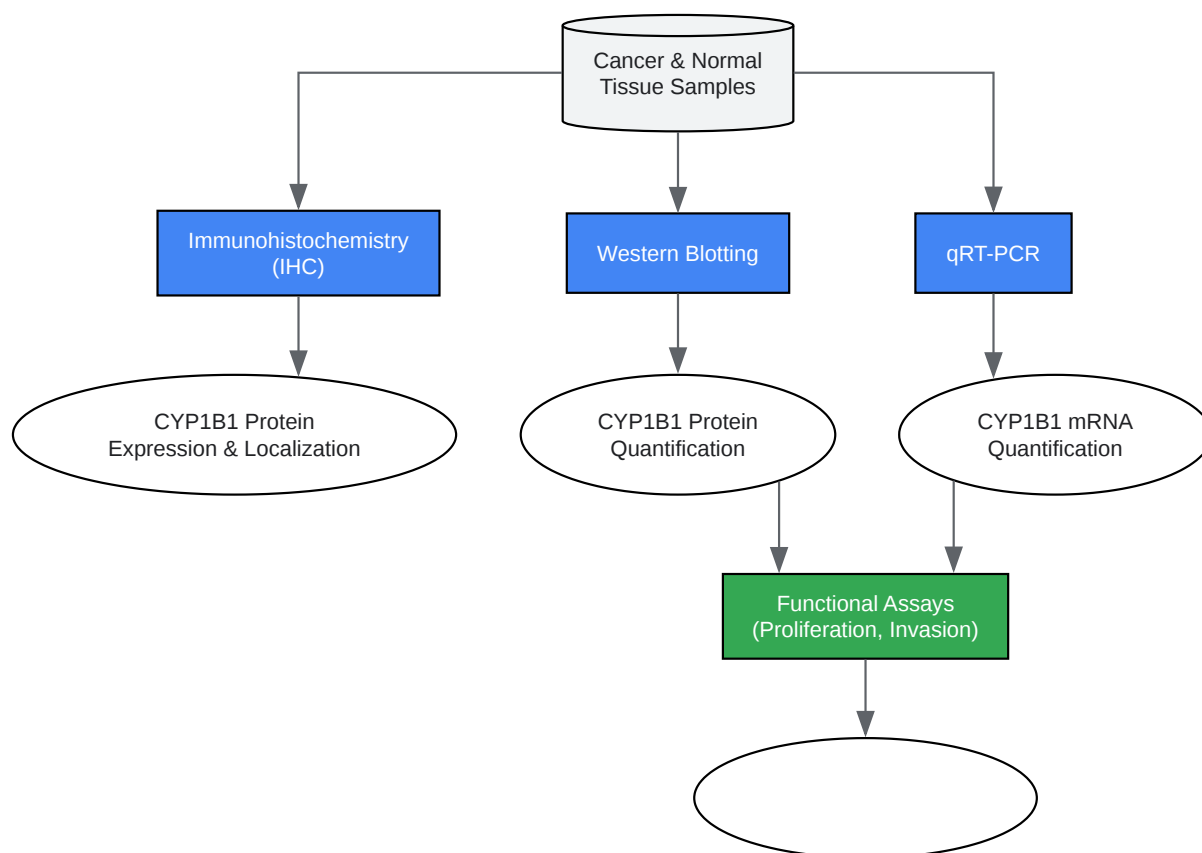 Cancer & Normal
Tissue Samples
Immunohistochemistry
(IHC)
Western Blotting
qRT-PCR
CYP1B1 Protein
Expression & Localization
CYP1B1 Protein
Quantification
CYP1B1 mRNA
Quantification
Functional Assays
(Proliferation, Invasion)